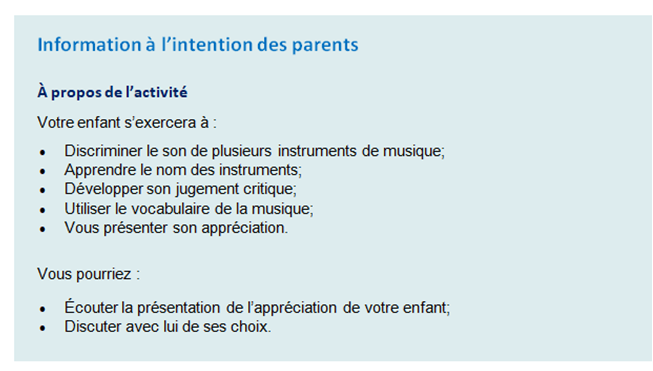 Information à l'intention des parents
À propos de l'activité
Votre enfant s'exercera à :
• Discriminer le son de plusieurs instruments de musique;
• Apprendre le nom des instruments;
• Développer son jugement critique;
• Utiliser le vocabulaire de la musique;
• Vous présenter son appréciation.
Vous pourriez :
• Écouter la présentation de l'appréciation de votre enfant;
• Discuter avec lui de ses choix.